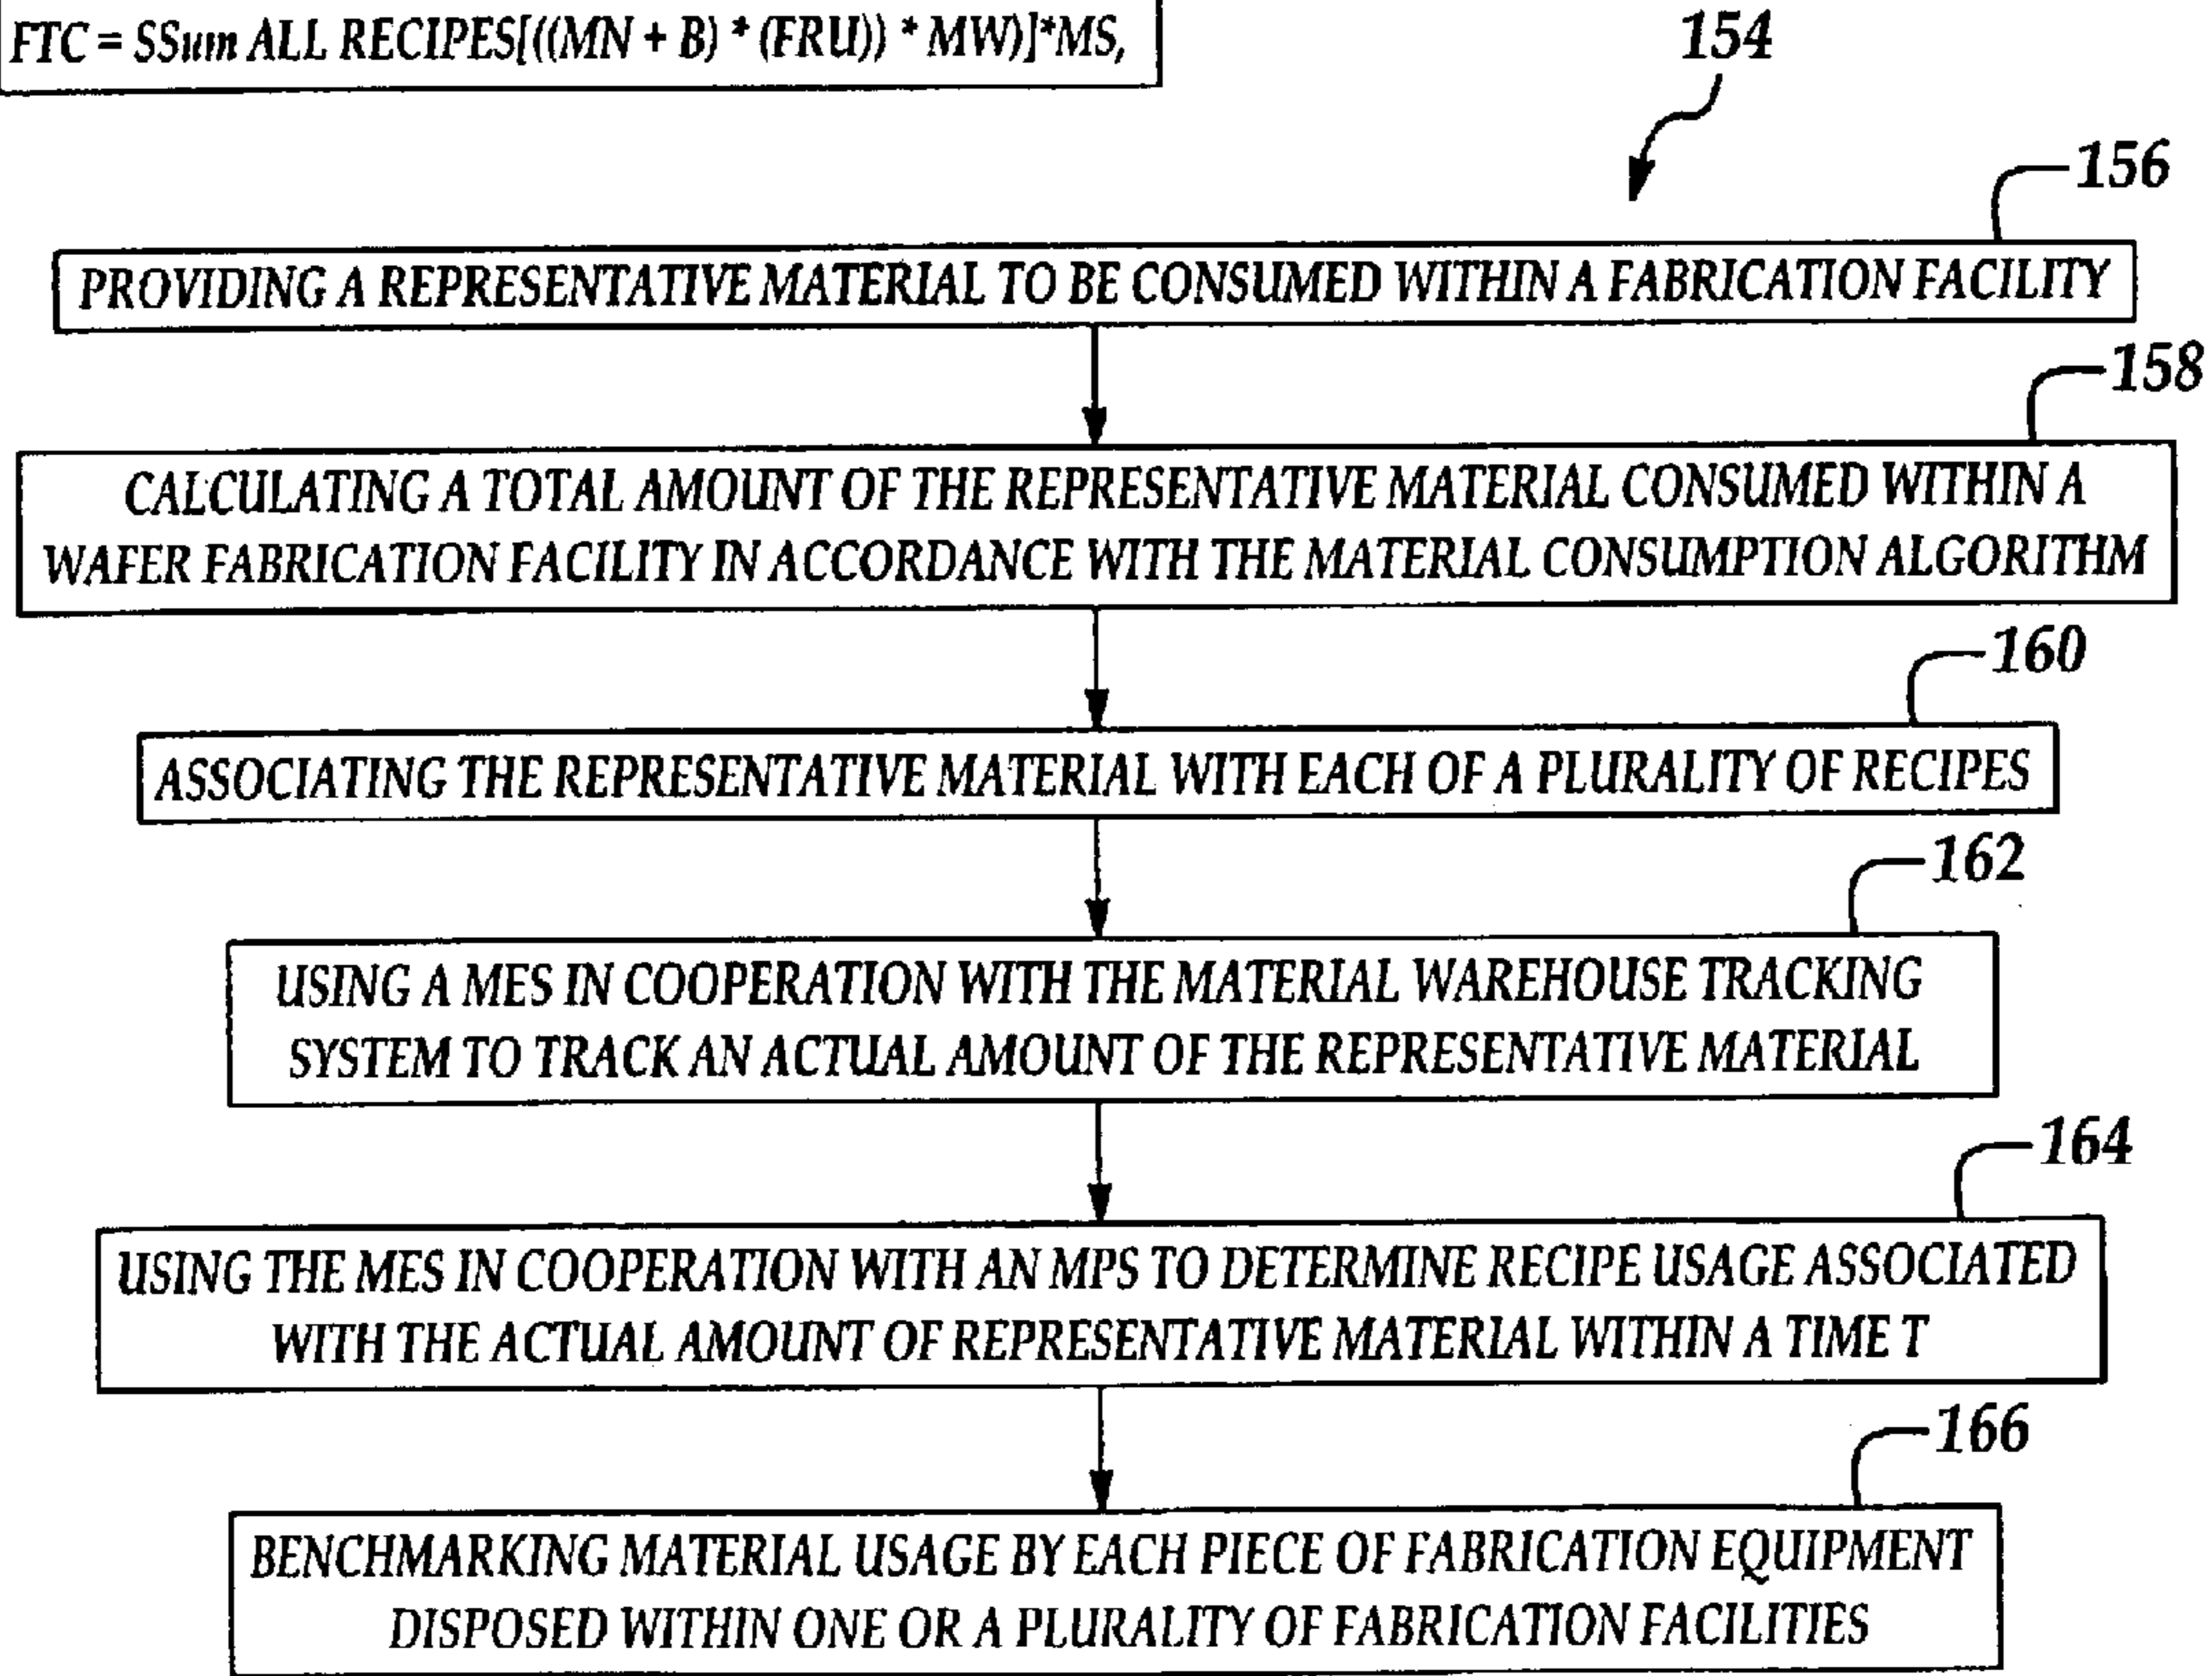 FTC = SSum ALL RECIPES[((MN + B) * (FRU)) * MW)]*MS,
154
156
PROVIDING A REPRESENTATIVE MATERIAL TO BE CONSUMED WITHIN A FABRICATION FACILITY
158
CALCULATING A TOTAL AMOUNT OF THE REPRESENTATIVE MATERIAL CONSUMED WITHIN A
WAFER FABRICATION FACILITY IN ACCORDANCE WITH THE MATERIAL CONSUMPTION ALGORITHM
160
ASSOCIATING THE REPRESENTATIVE MATERIAL WITH EACH OF A PLURALITY OF RECIPES
162
USING A MES IN COOPERATION WITH THE MATERIAL WAREHOUSE TRACKING
SYSTEM TO TRACK AN ACTUAL AMOUNT OF THE REPRESENTATIVE MATERIAL
164
USING THE MES IN COOPERATION WITH AN MPS TO DETERMINE RECIPE USAGE ASSOCIATED
WITH THE ACTUAL AMOUNT OF REPRESENTATIVE MATERIAL WITHIN A TIME T
166
BENCHMARKING MATERIAL USAGE BY EACH PIECE OF FABRICATION EQUIPMENT
DISPOSED WITHIN ONE OR A PLURALITY OF FABRICATION FACILITIES